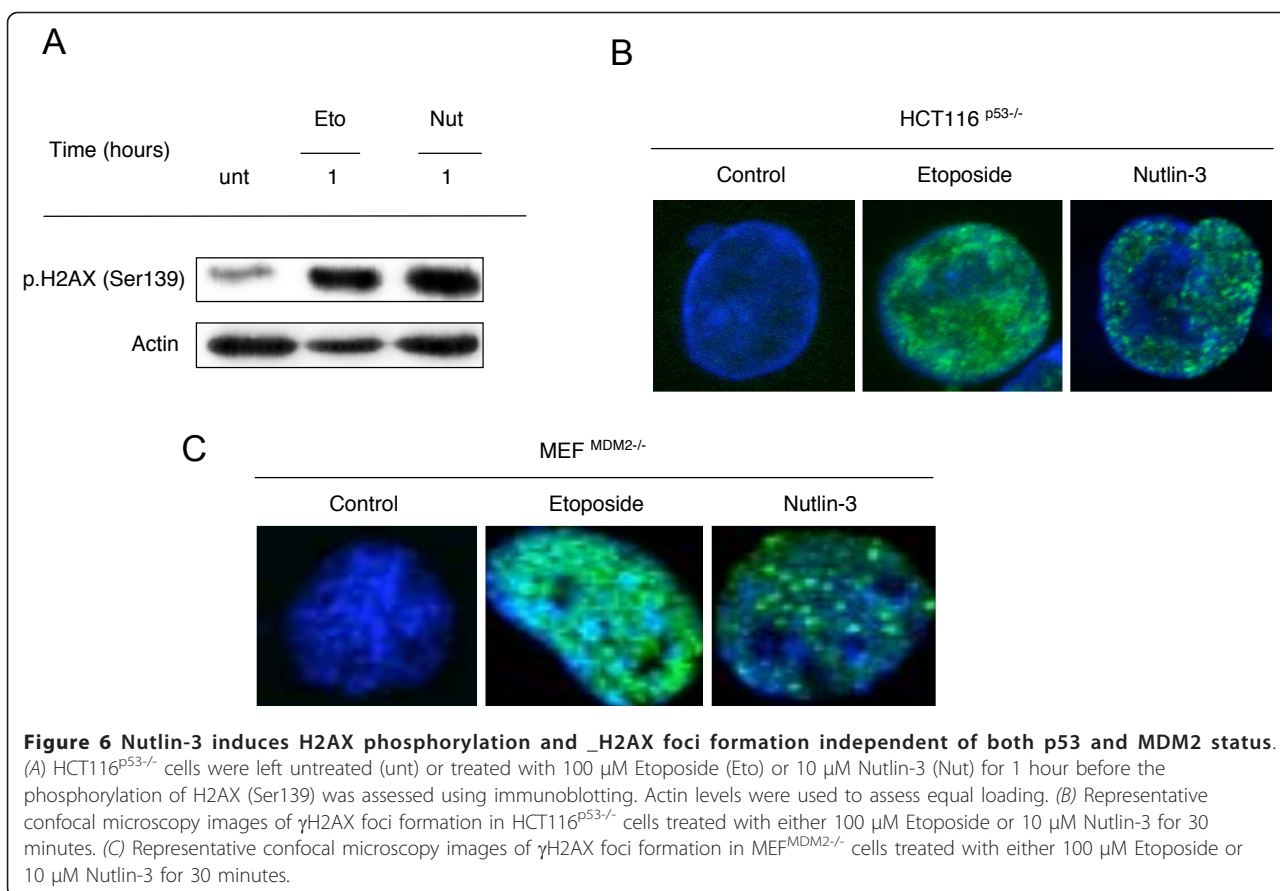 A
Eto Nut
Time (hours)
unt 1 1
p.H2AX (Ser139)
Actin
B
HCT116 p53-/-
Control Etoposide Nutlin-3
C
MEF MDM2-/-
Control Etoposide Nutlin-3
Figure 6 Nutlin-3 induces H2AX phosphorylation and _H2AX foci formation independent of both p53 and MDM2 status.
(A) HCT116p53-/- cells were left untreated (unt) or treated with 100 μM Etoposide (Eto) or 10 μM Nutlin-3 (Nut) for 1 hour before the
phosphorylation of H2AX (Ser139) was assessed using immunoblotting. Actin levels were used to assess equal loading. (B) Representative
confocal microscopy images of γH2AX foci formation in HCT116p53-/- cells treated with either 100 μM Etoposide or 10 μM Nutlin-3 for 30
minutes. (C) Representative confocal microscopy images of γH2AX foci formation in MEFMDM2-/- cells treated with either 100 μM Etoposide or
10 μM Nutlin-3 for 30 minutes.